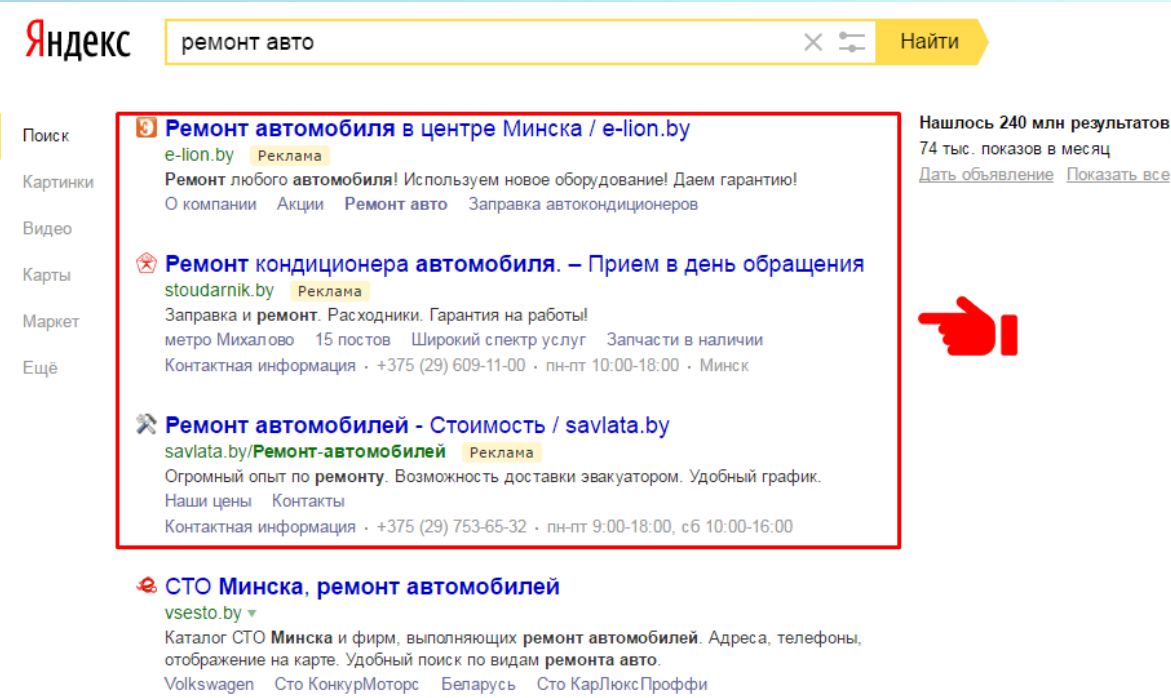 Яндекс
ремонт авто
Найти
Поиск
Картинки
Видео
Карты
Маркет
Ещё
Ремонт автомобиля в центре Минска / e-lion.by
e-lion.by Реклама
Ремонт любого автомобиля! Используем новое оборудование! Даем гарантию!
О компании Акции Ремонт авто Заправка автокондиционеров
Ремонт кондиционера автомобиля. – Прием в день обращения
stoudarnik.by Реклама
Заправка и ремонт. Расходники. Гарантия на работы!
метро Михалово 15 постов Широкий спектр услуг Запчасти в наличии
Контактная информация · +375 (29) 609-11-00 · пн-пт 10:00-18:00 · Минск
Ремонт автомобилей - Стоимость / savlata.by
savlata.by/Ремонт-автомобилей Реклама
Огромный опыт по ремонту. Возможность доставки эвакуатором. Удобный график.
Наши цены Контакты
Контактная информация · +375 (29) 753-65-32 · пн-пт 9:00-18:00, сб 10:00-16:00
СТО Минска, ремонт автомобилей
vsesto.by
Каталог СТО Минска и фирм, выполняющих ремонт автомобилей. Адреса, телефоны,
отображение на карте. Удобный поиск по видам ремонта авто.
Volkswagen Сто КонкурМоторс Беларусь Сто КарЛюксПроффи
Нашлось 240 млн результатов
74 тыс. показов в месяц
Дать объявление Показать все